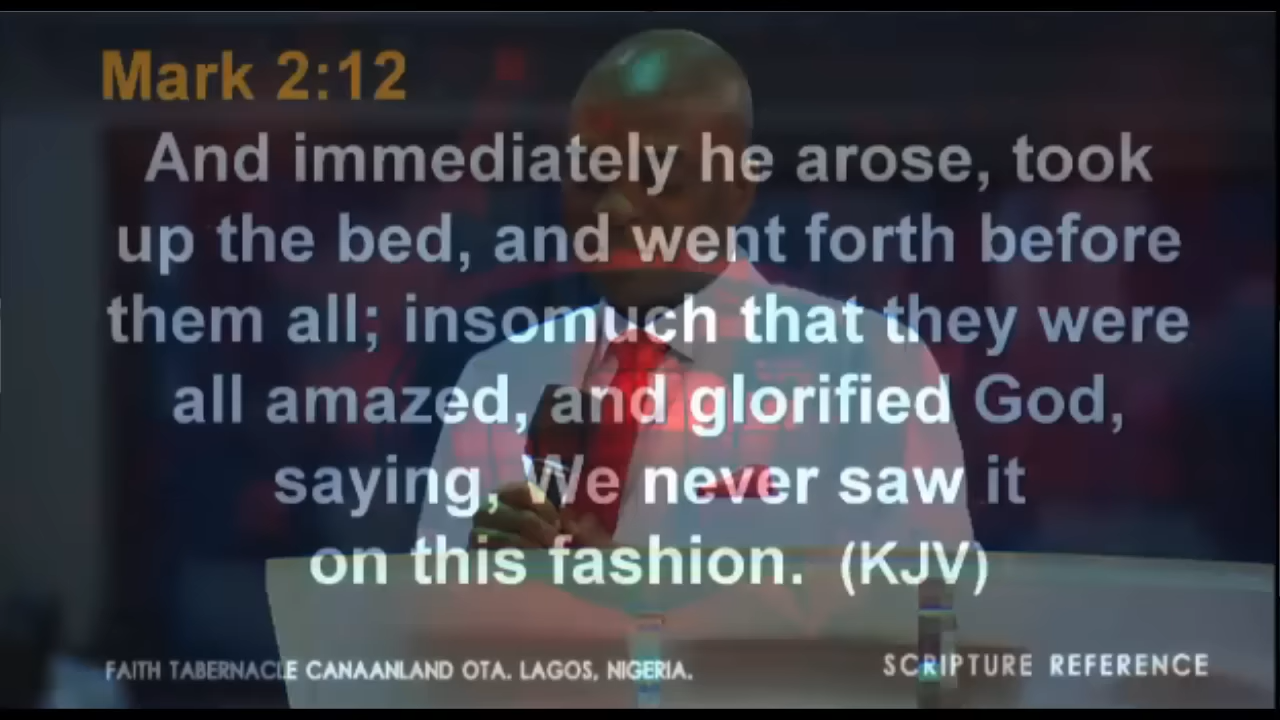 Mark 2:12
And immediately he arose, took
up the bed, and went forth before
them all; insomuch that they were
all amazed, and glorified God,
saying, We never saw it
on this fashion.  (KJV)
FAITH TABERNACLE CANAANLAND OTA. LAGOS, NIGERIA.
SCRIPTURE REFERENCE